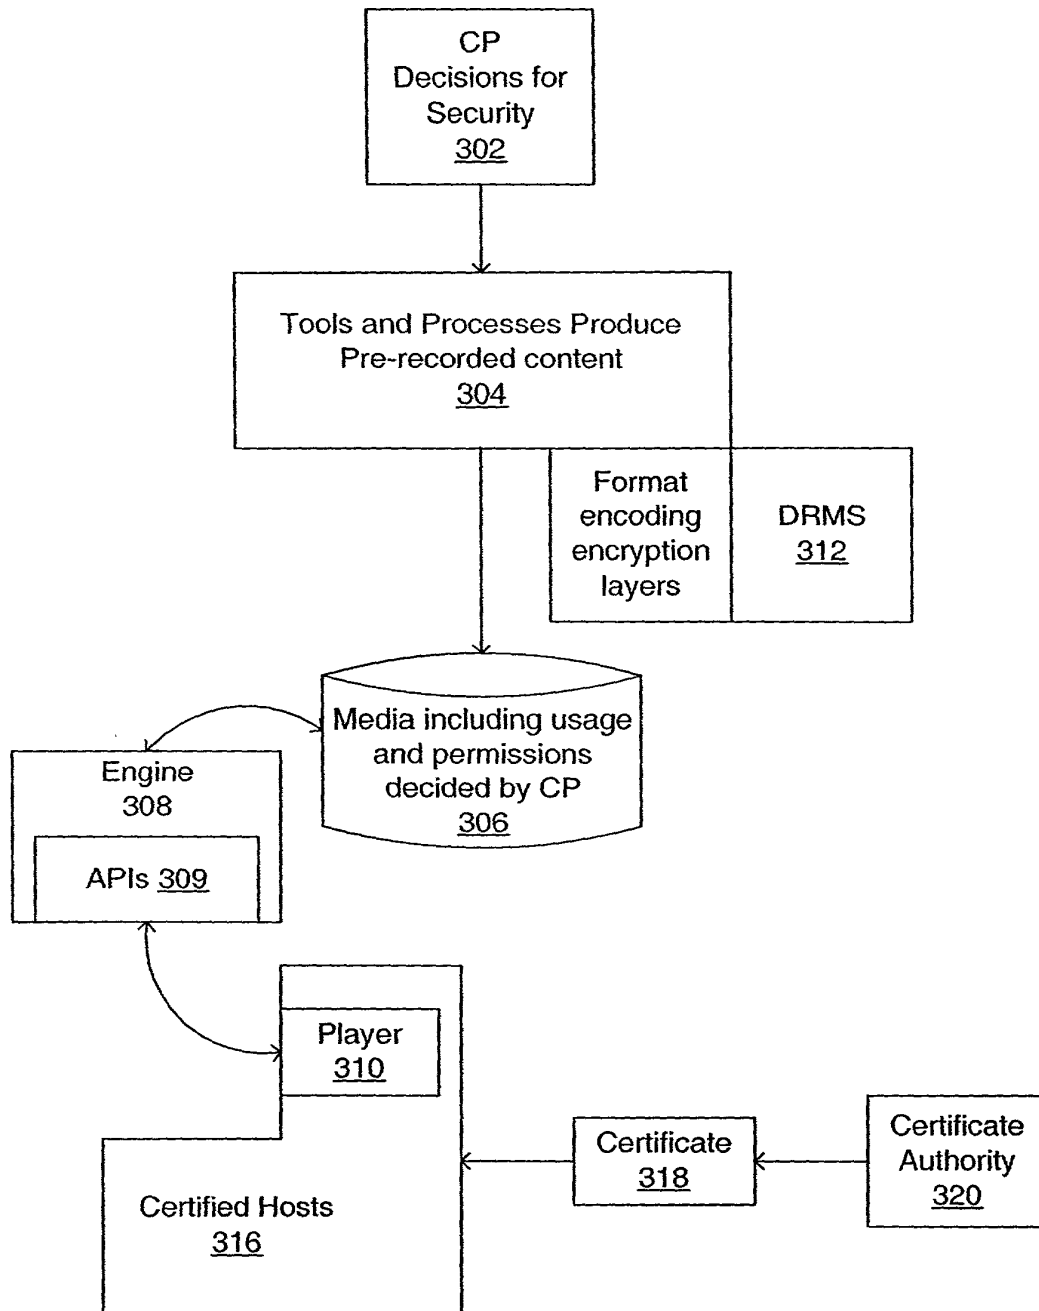 CP
Decisions for
Security
302
Tools and Processes Produce
Pre-recorded content
304
Format
encoding
encryption
layers
DRMS
312
Media including usage
and permissions
decided by CP
306
Engine
308
APIs 309
Player
310
Certificate
318
Certificate
Authority
320
Certified Hosts
316